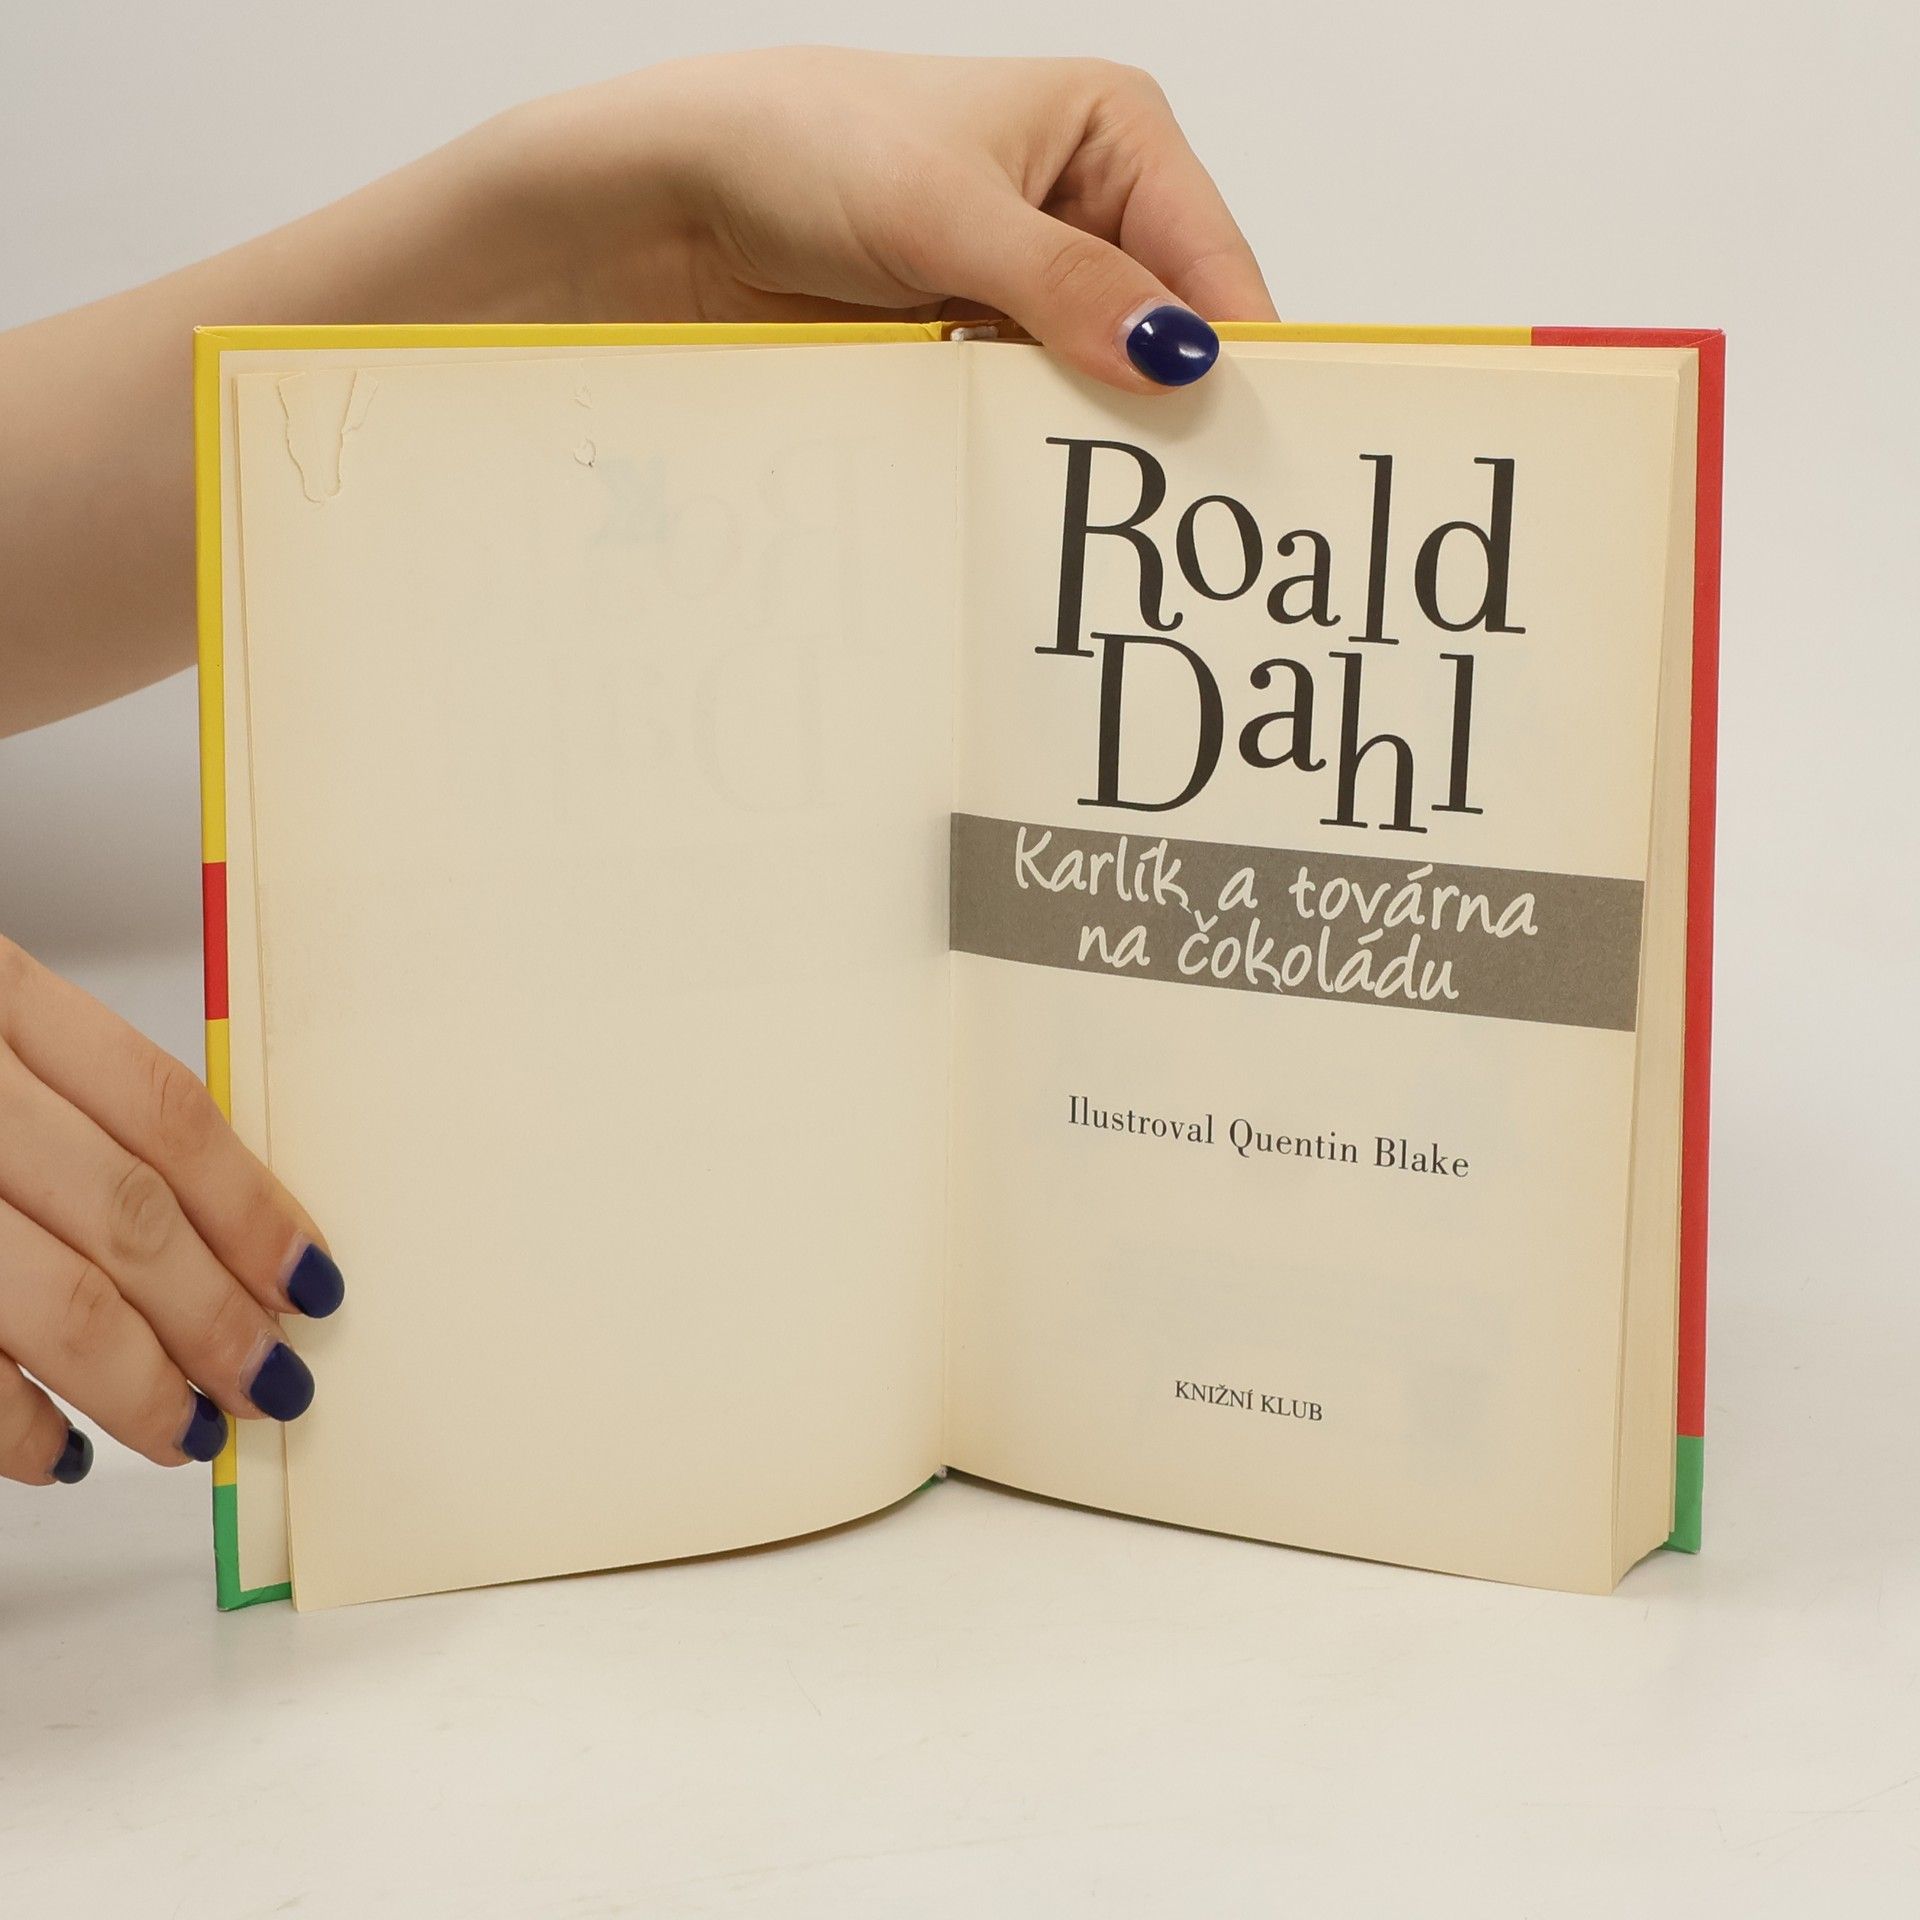 Roald
Dahl
Karlík a továrna
na čokoládu
Ilustroval Quentin Blake
KNIŽNÍ KLUB